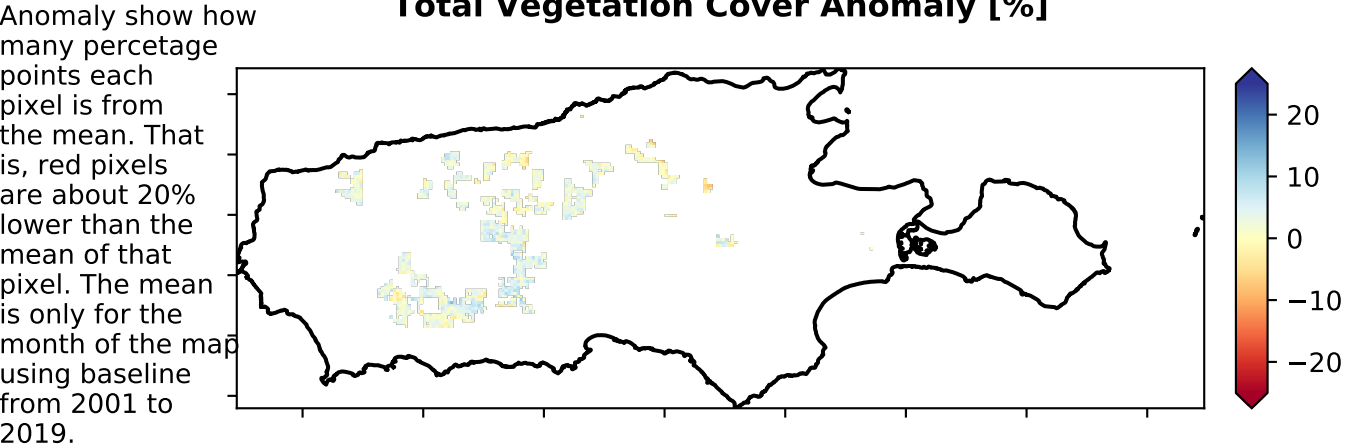 Total Vegetation Cover Anomaly [%]
Anomaly show how
many percetage
points each
pixel is from
the mean. That
is, red pixels
are about 20%
lower than the
mean of that
pixel. The mean
is only for the
month of the map
using baseline
from 2001 to
2019.
20
10
0
−10
−20